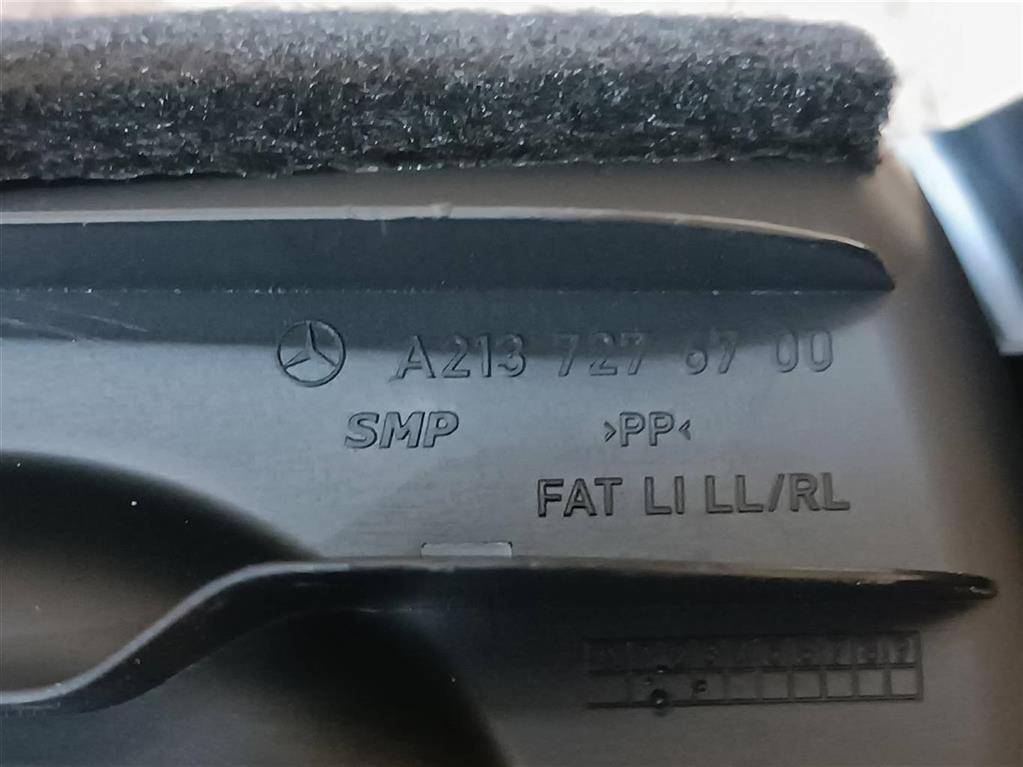 A213 727 67 00
SMP >PP<
FAT LI LL/RL